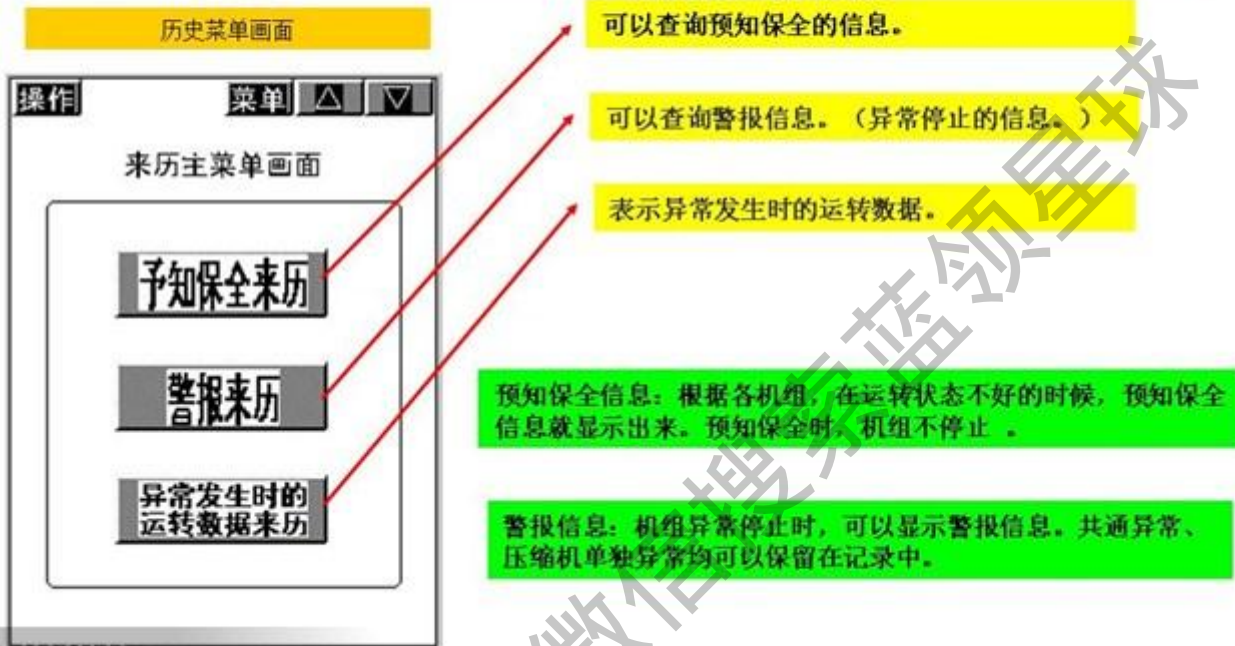 历史菜单画面
操作 菜单 △ ▽
来历主菜单画面
予知保全来历
警报来历
异常发生时的
运转数据来历
可以查询预知保全的信息。
可以查询警报信息。（异常停止的信息。）
表示异常发生时的运转数据。
预知保全信息：根据各机组，在运转状态不好的时候，预知保全
信息就显示出来。预知保全时，机组不停止 。
警报信息：机组异常停止时，可以显示警报信息。共通异常、
压缩机单独异常均可以保留在记录中。
微信搜索蓝领星球